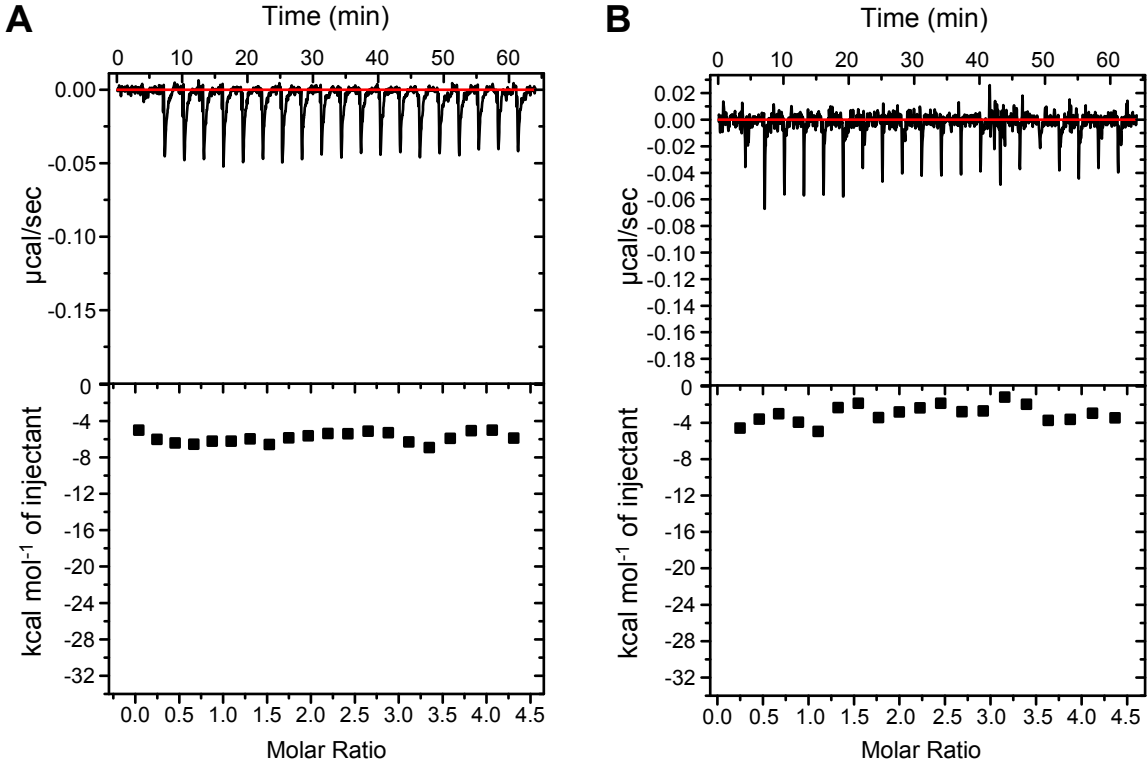 A
Time (min)
0 10 20 30 40 50 60
0.00
-0.05
-0.10
-0.15
µcal/sec
0
-4
-8
-12
-16
-20
-24
-28
-32
kcal mol⁻¹ of injectant
0.0 0.5 1.0 1.5 2.0 2.5 3.0 3.5 4.0 4.5
Molar Ratio
B
Time (min)
0 10 20 30 40 50 60
0.02
0.00
-0.02
-0.04
-0.06
-0.08
-0.10
-0.12
-0.14
-0.16
-0.18
µcal/sec
0
-4
-8
-12
-16
-20
-24
-28
-32
kcal mol⁻¹ of injectant
0.0 0.5 1.0 1.5 2.0 2.5 3.0 3.5 4.0 4.5
Molar Ratio